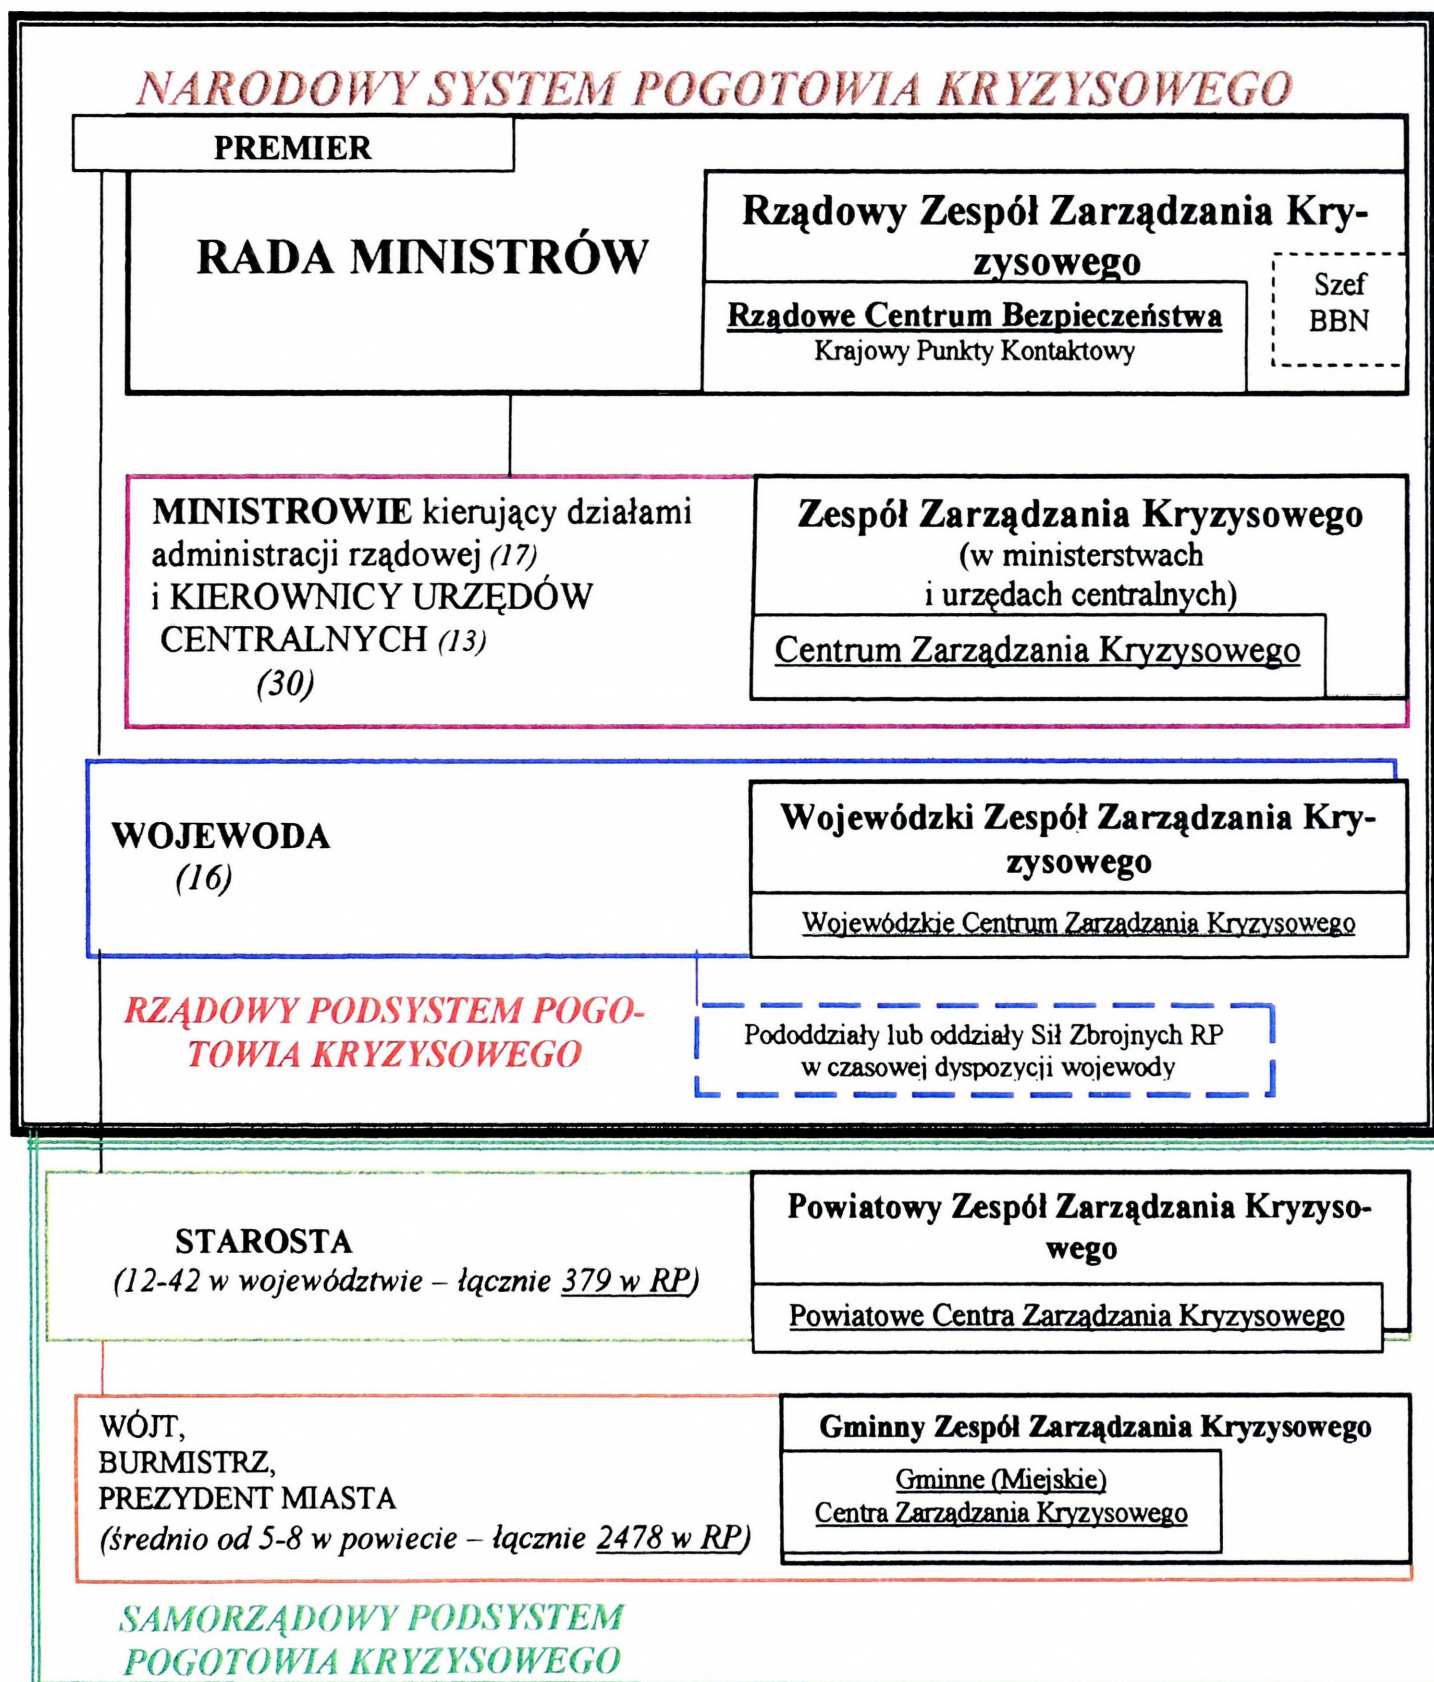 NARODOWY SYSTEM POGOTOWIA KRYZYSOWEGO
PREMIER
RADA MINISTRÓW
Rządowy Zespół Zarządzania Kry-
zysowego
Szef
BBN
Rządowe Centrum Bezpieczeństwa
Krajowy Punkty Kontaktowy
MINISTROWIE kierujący działami
administracji rządowej (17)
i KIEROWNICY URZĘDÓW
CENTRALNYCH (13)
(30)
Zespół Zarządzania Kryzysowego
(w ministerstwach
i urzędach centralnych)
Centrum Zarządzania Kryzysowego
WOJEWODA
(16)
Wojewódzki Zespół Zarządzania Kry-
zysowego
Wojewódzkie Centrum Zarządzania Kryzysowego
RZĄDOWY PODSYSTEM POGO-
TOWIA KRYZYSOWEGO
Pododdziały lub oddziały Sił Zbrojnych RP
w czasowej dyspozycji wojewody
STAROSTA
(12-42 w województwie – łącznie 379 w RP)
Powiatowy Zespół Zarządzania Kryzyso-
wego
Powiatowe Centra Zarządzania Kryzysowego
WÓJT,
BURMISTRZ,
PREZYDENT MIASTA
(średnio od 5-8 w powiecie – łącznie 2478 w RP)
Gminny Zespół Zarządzania Kryzysowego
Gminne (Miejskie)
Centra Zarządzania Kryzysowego
SAMORZĄDOWY PODSYSTEM
POGOTOWIA KRYZYSOWEGO